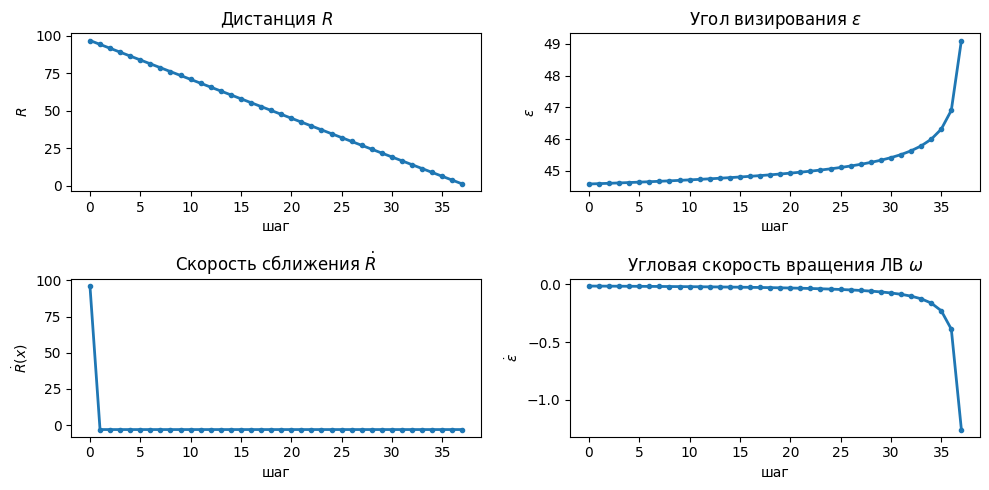 Дистанция R
100
75
50
25
0
R
0 5 10 15 20 25 30 35
шаг
Угол визирования ε
49
48
47
46
45
ε
0 5 10 15 20 25 30 35
шаг
Скорость сближения Ṙ
100
75
50
25
0
Ṙ(x)
0 5 10 15 20 25 30 35
шаг
Угловая скорость вращения ЛВ ω
0.0
−0.5
−1.0
ε̇
0 5 10 15 20 25 30 35
шаг